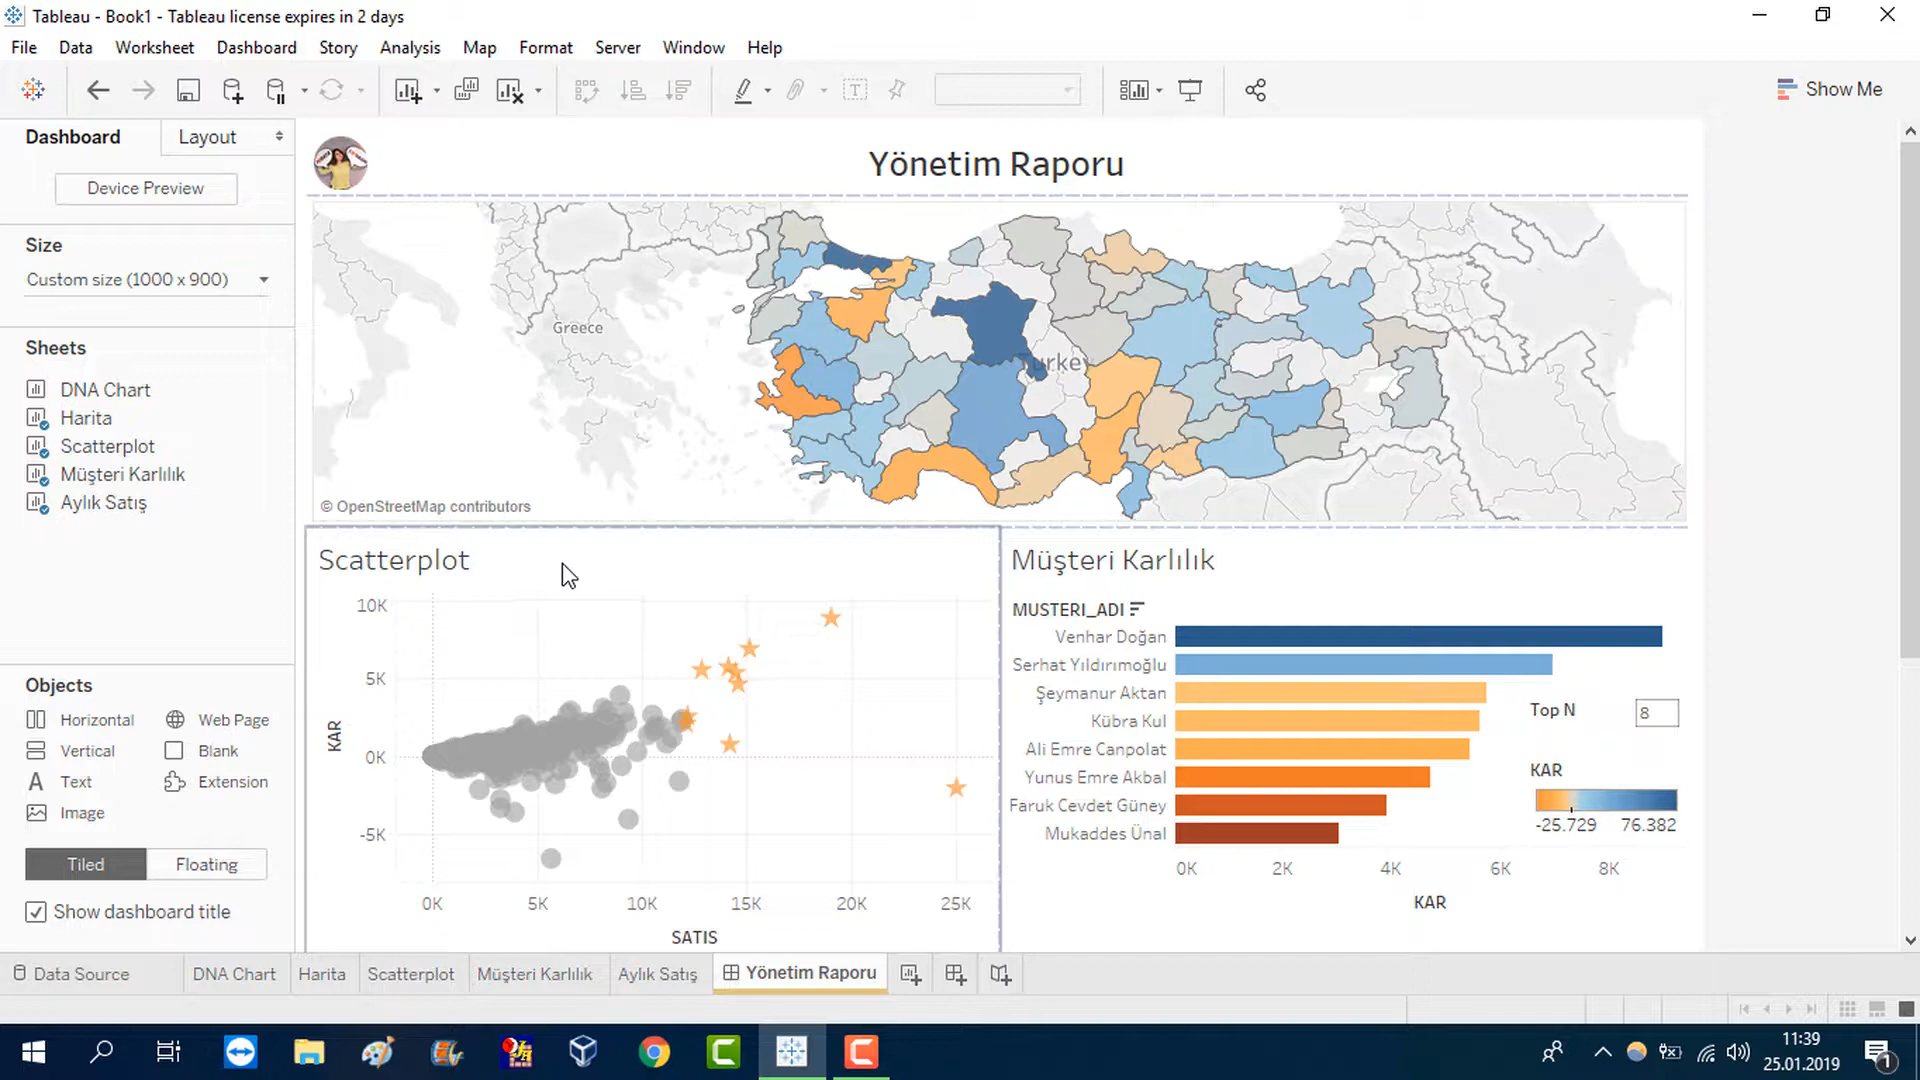 Tableau - Book1 - Tableau license expires in 2 days
File Data Worksheet Dashboard Story Analysis Map Format Server Window Help
Show Me
Dashboard Layout
Device Preview
Size
Custom size (1000 x 900)
Sheets
DNA Chart
Harita
Scatterplot
Müşteri Karlılık
Aylık Satış
Objects
Horizontal Web Page
Vertical Blank
Text Extension
Image
Tiled Floating
Show dashboard title
Yönetim Raporu
Greece
Turkey
© OpenStreetMap contributors
Scatterplot
10K
5K
0K
-5K
KAR
0K 5K 10K 15K 20K 25K
SATIS
Müşteri Karlılık
MUSTERI_ADI
Venhar Doğan
Serhat Yıldırımoğlu
Şeymanur Aktan
Kübra Kul
Ali Emre Canpolat
Yunus Emre Akbal
Faruk Cevdet Güney
Mukaddes Ünal
0K 2K 4K 6K 8K
KAR
Top N 8
KAR
-25.729 76.382
Data Source DNA Chart Harita Scatterplot Müşteri Karlılık Aylık Satış Yönetim Raporu
11:39
25.01.2019
1